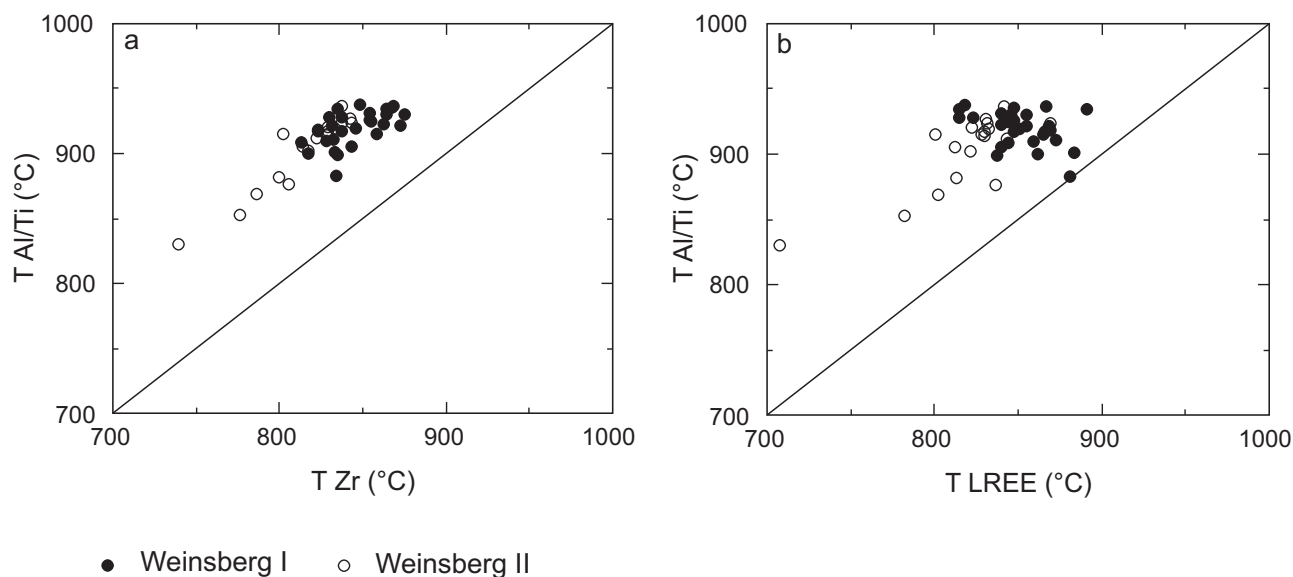 a
1000
900
800
700
T Al/Ti (°C)
700 800 900 1000
T Zr (°C)
b
1000
900
800
700
T Al/Ti (°C)
700 800 900 1000
T LREE (°C)
Weinsberg I Weinsberg II